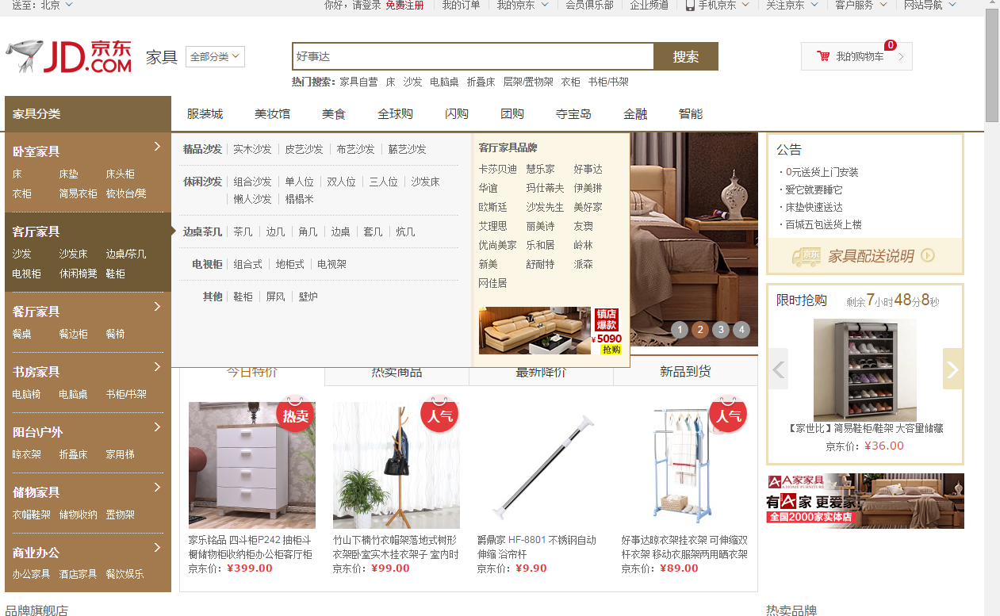 送至：北京
你好，请登录 免费注册 我的订单 我的京东 会员俱乐部 企业频道 手机京东 关注京东 客户服务 网站导航
JD.COM 京东
家具
全部分类
好事达
搜索
我的购物车
0
热门搜索：家具自营 床 沙发 电脑桌 折叠床 层架/置物架 衣柜 书柜/书架
家具分类
服装城 美妆馆 美食 全球购 闪购 团购 夺宝岛 金融 智能
卧室家具
床 床垫 床头柜
衣柜 简易衣柜 梳妆台/凳
客厅家具
沙发 沙发床 边桌/茶几
电视柜 休闲椅凳 鞋柜
餐厅家具
餐桌 餐边柜 餐椅
书房家具
电脑椅 电脑桌 书柜/书架
阳台\户外
晾衣架 折叠床 家用梯
储物家具
衣帽鞋架 储物收纳 置物架
商业办公
办公家具 酒店家具 餐饮娱乐
精品沙发 实木沙发 皮艺沙发 布艺沙发 藤艺沙发
休闲沙发 组合沙发 单人位 双人位 三人位 沙发床
懒人沙发 榻榻米
边桌茶几 茶几 边几 角几 边桌 套几 炕几
电视柜 组合式 地柜式 电视架
其他 鞋柜 屏风 壁炉
客厅家具品牌
卡莎贝迪 慧乐家 好事达
华谊 玛仕蒂夫 伊美琳
欧斯廷 沙发先生 美好家
艾理思 丽美诗 友澳
优尚美家 乐和居 岭林
新美 舒耐特 派森
网佳居
镇店
爆款
¥5090
抢购
1 2 3 4
公告
· 0元送货上门安装
· 爱它就要睡它
· 床垫快速送达
· 百城五包送货上楼
京东
家具配送说明
限时抢购 剩余7小时48分8秒
【家世比】简易鞋柜/鞋架 大容量储藏
京东价：¥36.00
A家家具
A HOME FURNITURE
有A家 更爱家
全国2000家实体店
今日特价 热卖商品 最新降价 新品到货
热卖
人气
人气
家乐铭品 四斗柜P242 抽柜斗
橱储物柜收纳柜办公柜客厅柜
京东价：¥399.00
竹山下楠竹衣帽架落地式树形
衣架卧室实木挂衣架子 室内时
京东价：¥99.00
爵鼎家 HF-8801 不锈钢自动
伸缩 浴帘杆
京东价：¥9.90
好事达晾衣架挂衣架 可伸缩双
杆衣架 移动衣服架两用晒衣架
京东价：¥89.00
品牌旗舰店
热卖品牌